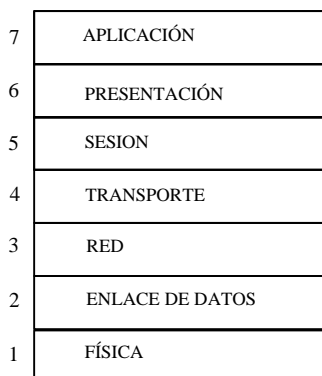 7 APLICACIÓN
6 PRESENTACIÓN
5 SESION
4 TRANSPORTE
3 RED
2 ENLACE DE DATOS
1 FÍSICA